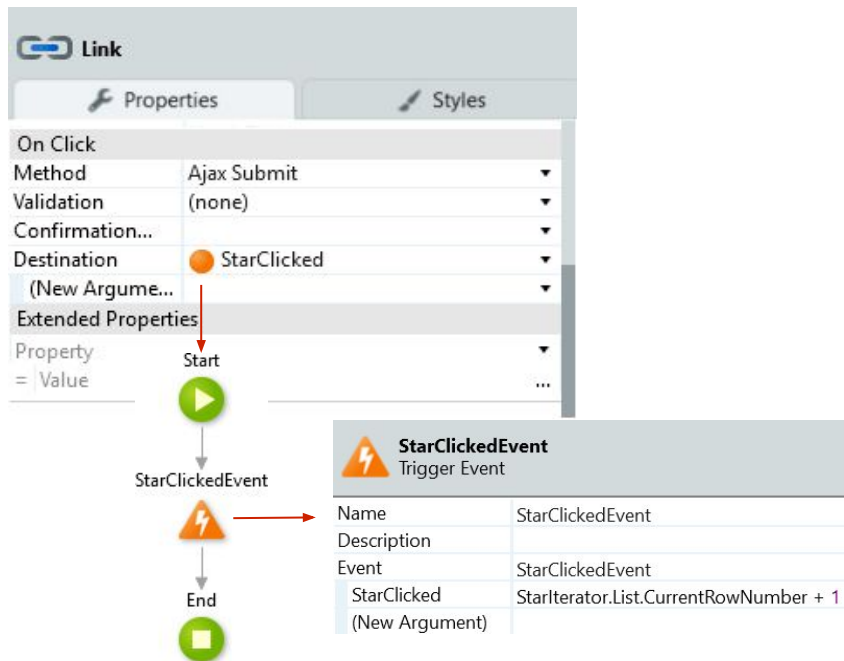 Link
Properties Styles
On Click
Method Ajax Submit
Validation (none)
Confirmation...
Destination StarClicked
(New Argume...
Extended Properties
Property
= Value ...
Start
StarClickedEvent
End
StarClickedEvent
Trigger Event
Name StarClickedEvent
Description
Event StarClickedEvent
StarClicked StarIterator.List.CurrentRowNumber + 1
(New Argument)